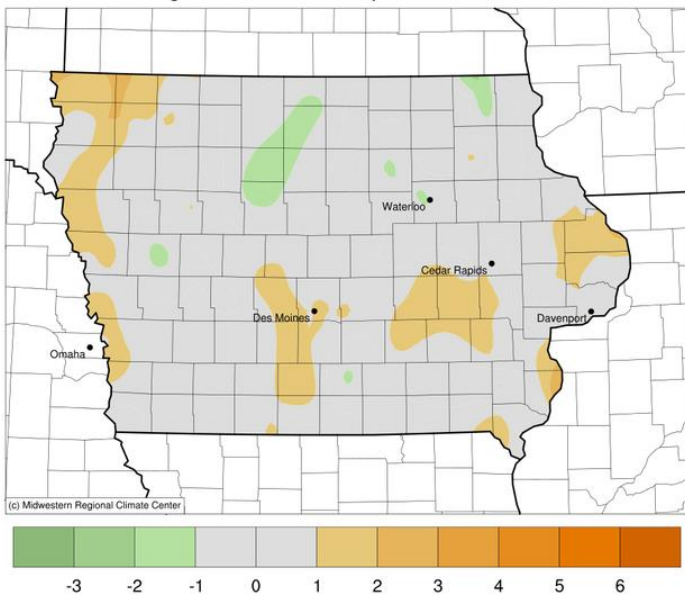 Waterloo
Cedar Rapids
Des Moines
Davenport
Omaha
(c) Midwestern Regional Climate Center
-3 -2 -1 0 1 2 3 4 5 6